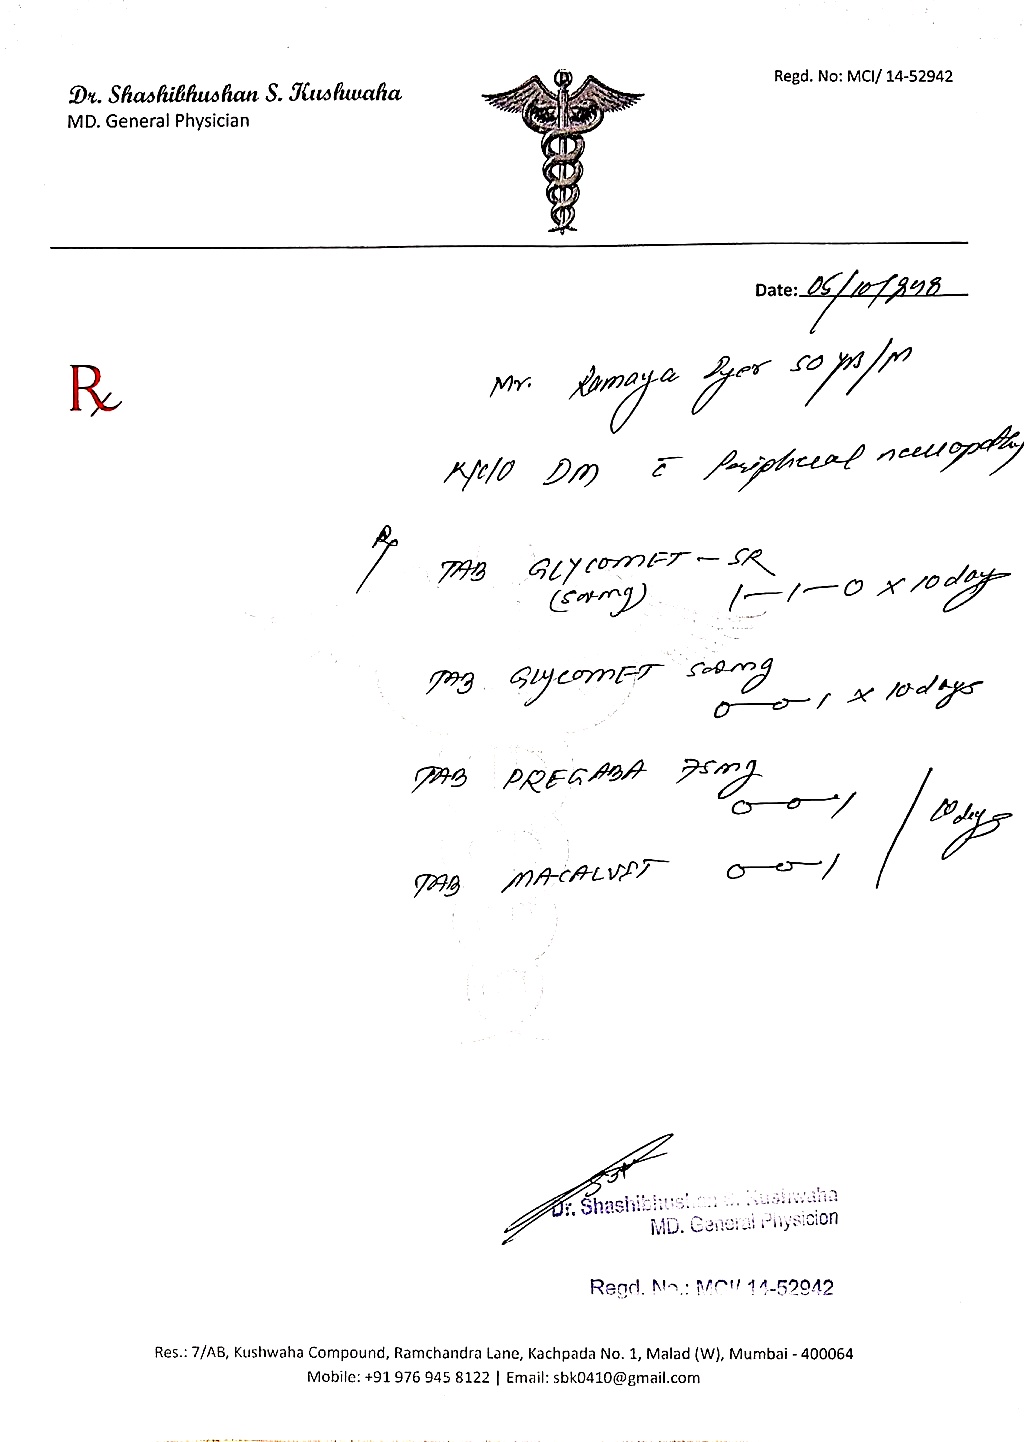 Dr. Shashibhushan S. Kushwaha
MD. General Physician
Regd. No: MCI/ 14-52942
Date: 05/10/
Rx
Mr. Ramaya 50 yrs/M
K/C/O DM c̄ Peripheral neuropathy
Rx
TAB GLYCOMET - SR
(500mg) 1-1-0 x 10 days
TAB GLYCOMET 500mg
0-0-1 x 10 days
TAB PREGABA 75mg
0-0-1
10 days
TAB MACALVIT 0-0-1
Dr. Shashibhushan S. Kushwaha
MD. General Physicion
Regd. No.: MCI/ 14-52942
Res.: 7/AB, Kushwaha Compound, Ramchandra Lane, Kachpada No. 1, Malad (W), Mumbai - 400064
Mobile: +91 976 945 8122 | Email: sbk0410@gmail.com